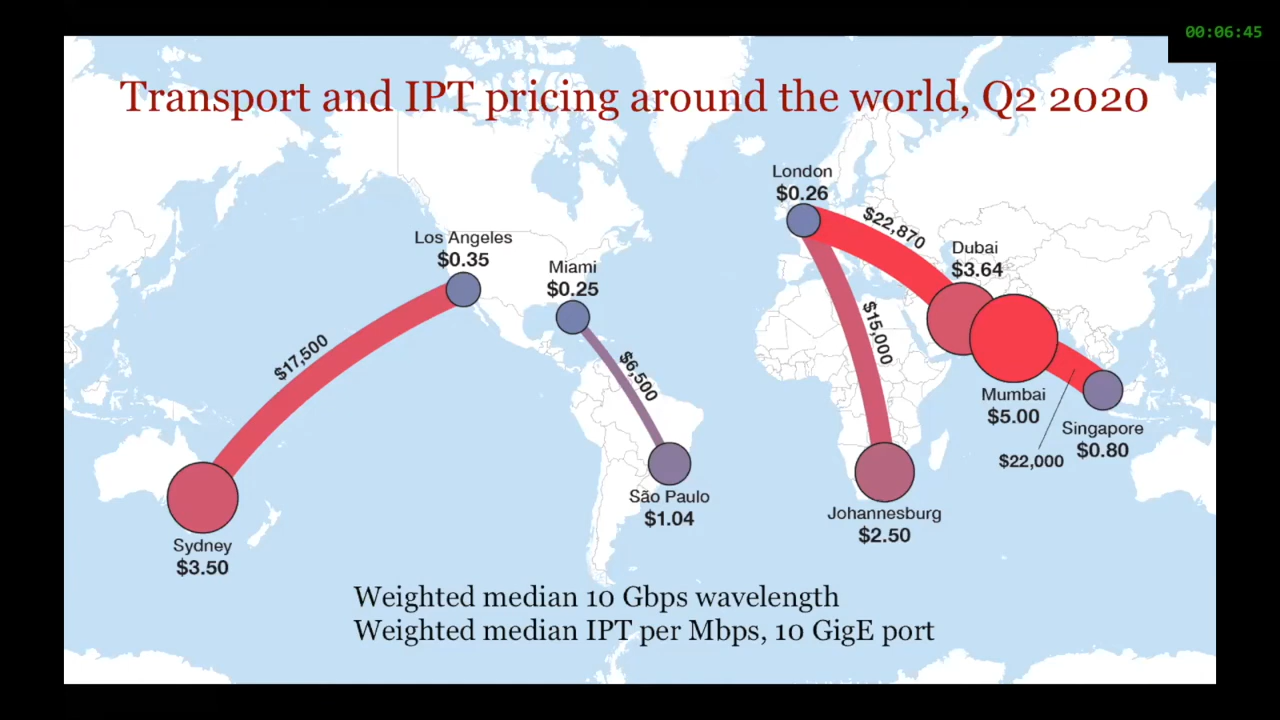 00:06:45
Transport and IPT pricing around the world, Q2 2020
London
$0.26
$22,870
Dubai
$3.64
Los Angeles
$0.35
Miami
$0.25
$17,500
$6,500
$15,000
Mumbai
$5.00
Singapore
$0.80
$22,000
São Paulo
$1.04
Johannesburg
$2.50
Sydney
$3.50
Weighted median 10 Gbps wavelength
Weighted median IPT per Mbps, 10 GigE port